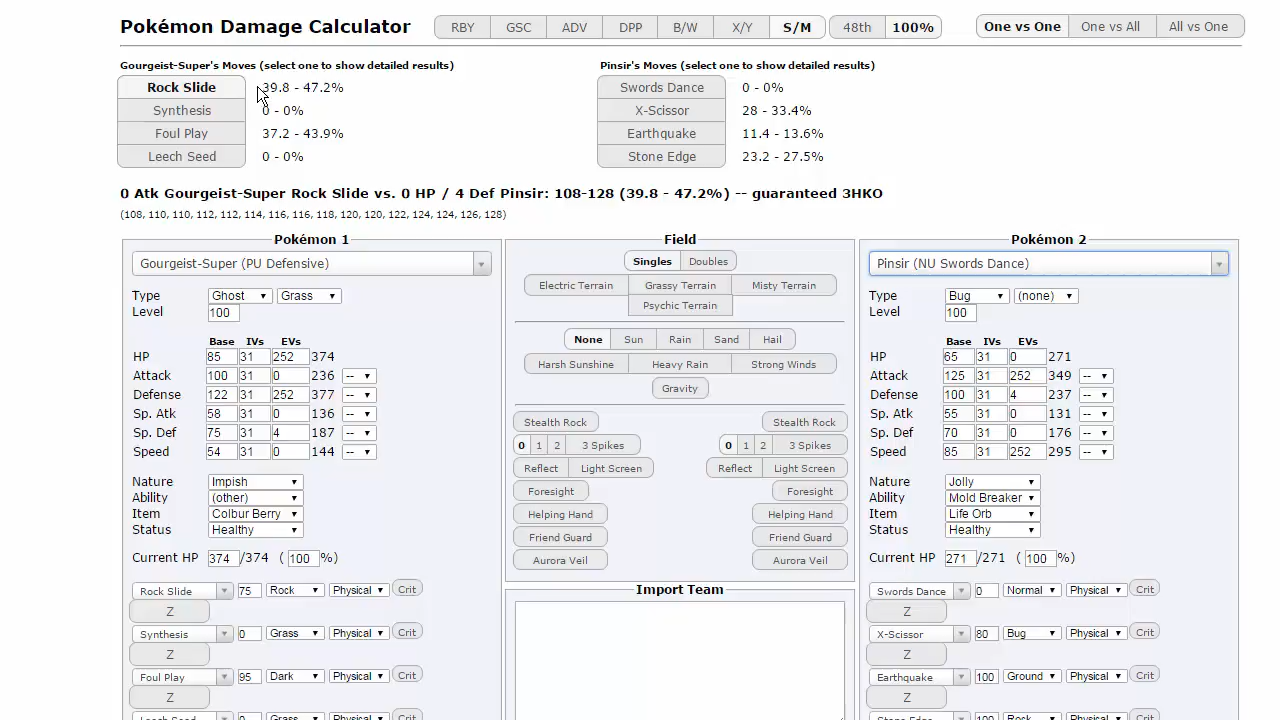 Pokémon Damage Calculator RBY GSC ADV DPP B/W X/Y S/M 48th 100% One vs One One vs All All vs One
Gourgeist-Super's Moves (select one to show detailed results) Pinsir's Moves (select one to show detailed results)
Rock Slide 39.8 - 47.2% Swords Dance 0 - 0%
Synthesis 0 - 0% X-Scissor 28 - 33.4%
Foul Play 37.2 - 43.9% Earthquake 11.4 - 13.6%
Leech Seed 0 - 0% Stone Edge 23.2 - 27.5%
0 Atk Gourgeist-Super Rock Slide vs. 0 HP / 4 Def Pinsir: 108-128 (39.8 - 47.2%) -- guaranteed 3HKO
(108, 110, 110, 112, 112, 114, 116, 116, 118, 120, 120, 122, 124, 124, 126, 128)
Pokémon 1
Gourgeist-Super (PU Defensive)
Type Ghost Grass
Level 100
Base IVs EVs
HP 85 31 252 374
Attack 100 31 0 236 --
Defense 122 31 252 377 --
Sp. Atk 58 31 0 136 --
Sp. Def 75 31 4 187 --
Speed 54 31 0 144 --
Nature Impish
Ability (other)
Item Colbur Berry
Status Healthy
Current HP 374 /374 ( 100 %)
Rock Slide 75 Rock Physical Crit
Z
Synthesis 0 Grass Physical Crit
Z
Foul Play 95 Dark Physical Crit
Z
Leech Seed 0 Grass Physical Crit
Field
Singles Doubles
Electric Terrain Grassy Terrain Misty Terrain
Psychic Terrain
None Sun Rain Sand Hail
Harsh Sunshine Heavy Rain Strong Winds
Gravity
Stealth Rock Stealth Rock
0 1 2 3 Spikes 0 1 2 3 Spikes
Reflect Light Screen Reflect Light Screen
Foresight Foresight
Helping Hand Helping Hand
Friend Guard Friend Guard
Aurora Veil Aurora Veil
Import Team
Pokémon 2
Pinsir (NU Swords Dance)
Type Bug (none)
Level 100
Base IVs EVs
HP 65 31 0 271
Attack 125 31 252 349 --
Defense 100 31 4 237 --
Sp. Atk 55 31 0 131 --
Sp. Def 70 31 0 176 --
Speed 85 31 252 295 --
Nature Jolly
Ability Mold Breaker
Item Life Orb
Status Healthy
Current HP 271 /271 ( 100 %)
Swords Dance 0 Normal Physical Crit
Z
X-Scissor 80 Bug Physical Crit
Z
Earthquake 100 Ground Physical Crit
Z
Stone Edge 100 Rock Physical Crit